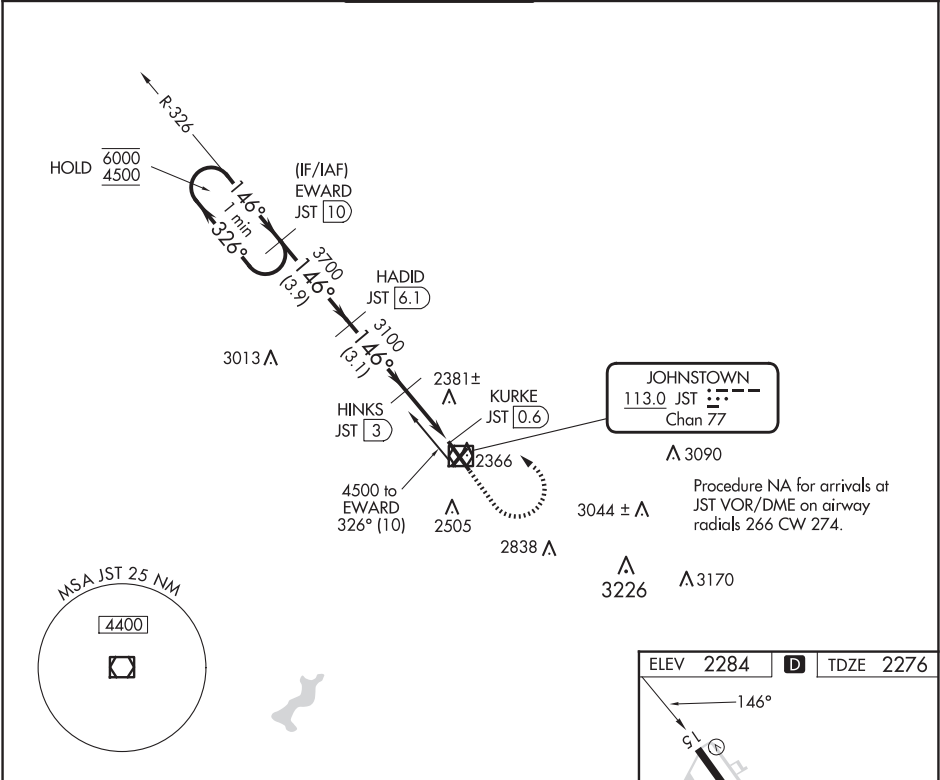 R-326
HOLD 6000
4500
146°
1 min
326°
(IF/IAF)
EWARD
JST 10
3700
146°
(3.9)
HADID
JST 6.1
3100
146°
(3.1)
3013
2381±
HINKS
JST 3
KURKE
JST 0.6
JOHNSTOWN
113.0 JST
Chan 77
2366
3090
4500 to
EWARD
326° (10)
2505
3044 ±
Procedure NA for arrivals at
JST VOR/DME on airway
radials 266 CW 274.
2838
3226
3170
MSA JST 25 NM
4400
ELEV 2284 D TDZE 2276
146°
15
V